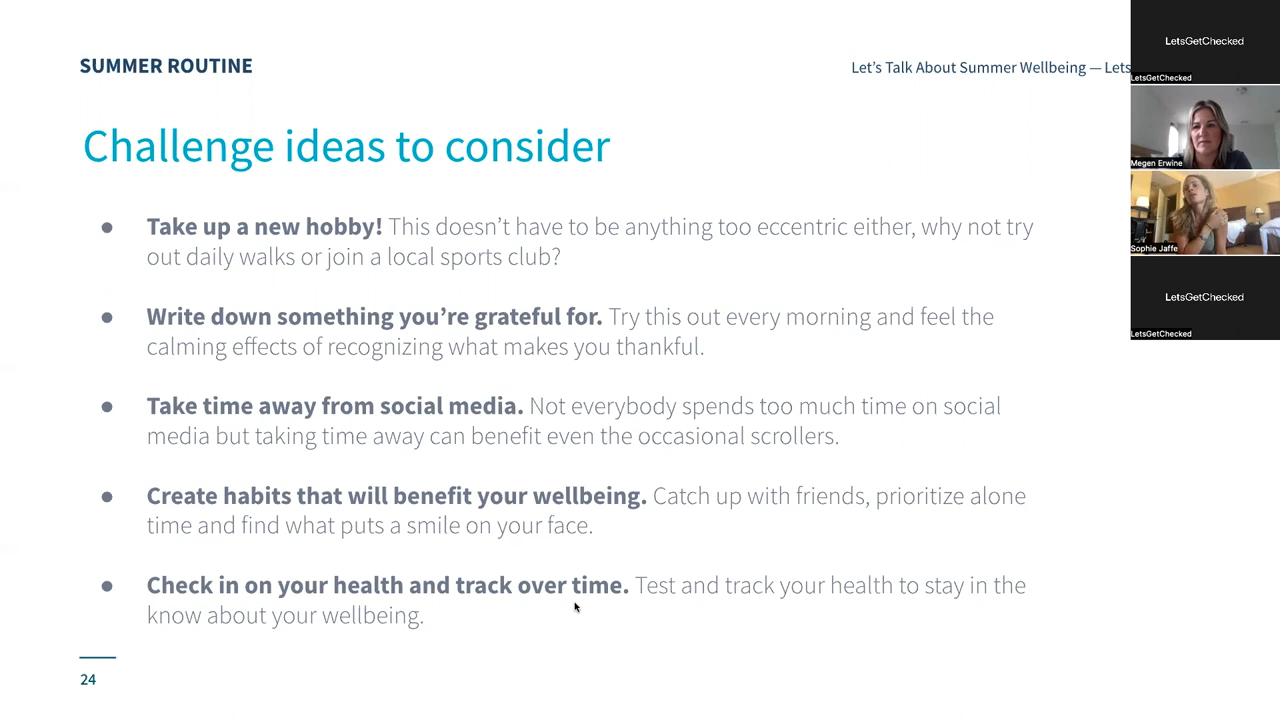 SUMMER ROUTINE
Let's Talk About Summer Wellbeing — Lets
Challenge ideas to consider
● Take up a new hobby! This doesn't have to be anything too eccentric either, why not try
out daily walks or join a local sports club?
● Write down something you're grateful for. Try this out every morning and feel the
calming effects of recognizing what makes you thankful.
● Take time away from social media. Not everybody spends too much time on social
media but taking time away can benefit even the occasional scrollers.
● Create habits that will benefit your wellbeing. Catch up with friends, prioritize alone
time and find what puts a smile on your face.
● Check in on your health and track over time. Test and track your health to stay in the
know about your wellbeing.
24
LetsGetChecked
LetsGetChecked
Megen Erwine
Sophie Jaffe
LetsGetChecked
LetsGetChecked